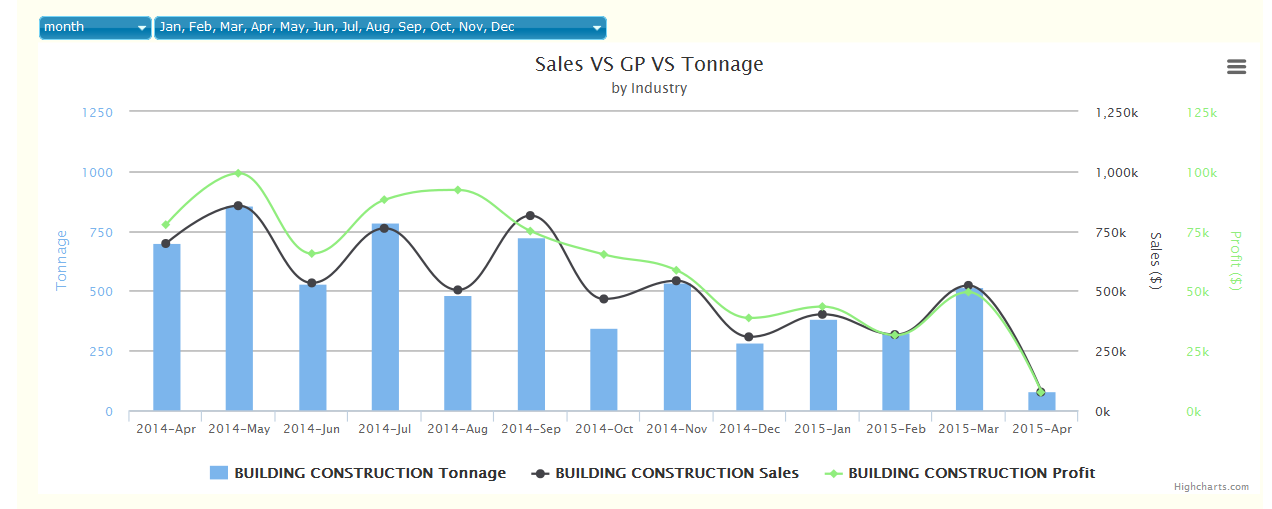 month Jan, Feb, Mar, Apr, May, Jun, Jul, Aug, Sep, Oct, Nov, Dec
Sales VS GP VS Tonnage
by Industry
1250 1,250k 125k
1000 1,000k 100k
750 750k 75k
500 500k 50k
250 250k 25k
0 0k 0k
Tonnage
Sales ($)
Profit ($)
2014-Apr 2014-May 2014-Jun 2014-Jul 2014-Aug 2014-Sep 2014-Oct 2014-Nov 2014-Dec 2015-Jan 2015-Feb 2015-Mar 2015-Apr
BUILDING CONSTRUCTION Tonnage BUILDING CONSTRUCTION Sales BUILDING CONSTRUCTION Profit
Highcharts.com